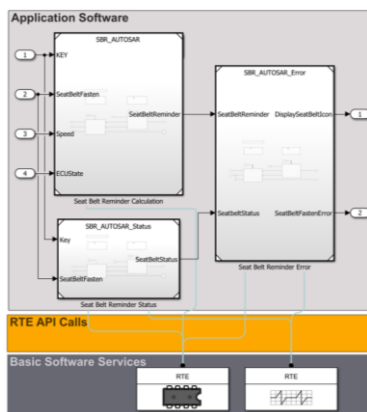 Application Software
SBR_AUTOSAR
1
KEY
SBR_AUTOSAR_Error
2
SeatBeltFasten
SeatBeltReminder
SeatBeltReminder
DisplaySeatBeltIcon
1
3
Speed
4
ECUState
Seat Belt Reminder Calculation
SBR_AUTOSAR_Status
SeatbeltStatus
SeatBeltFastenError
2
Key
SeatBeltStatus
SeatBeltFasten
Seat Belt Reminder Error
Seat Belt Reminder Status
RTE API Calls
Basic Software Services
RTE
RTE